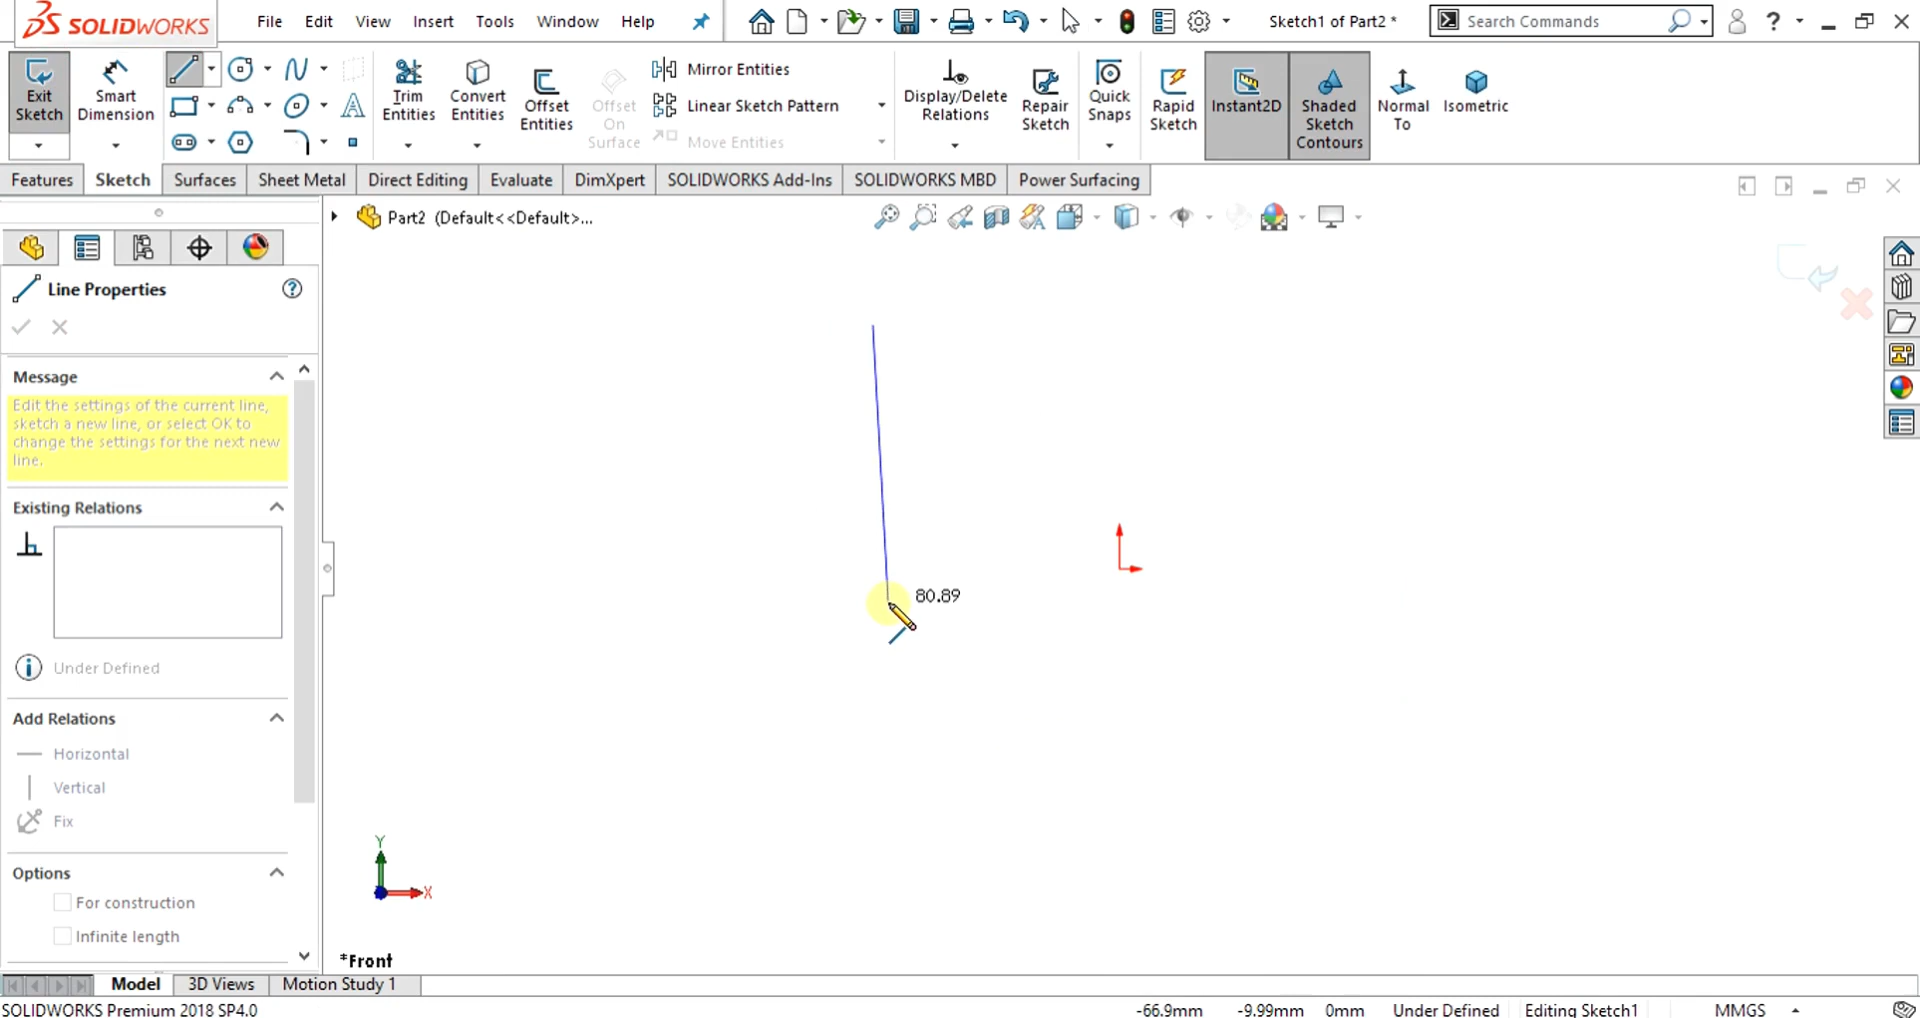 SOLIDWORKS
File Edit View Insert Tools Window Help
Sketch1 of Part2 *
Search Commands
?
Exit Sketch
Smart Dimension
Trim Entities
Convert Entities
Offset Entities
Offset On Surface
Mirror Entities
Linear Sketch Pattern
Move Entities
Display/Delete Relations
Repair Sketch
Quick Snaps
Rapid Sketch
Instant2D
Shaded Sketch Contours
Normal To
Isometric
Features Sketch Surfaces Sheet Metal Direct Editing Evaluate DimXpert SOLIDWORKS Add-Ins SOLIDWORKS MBD Power Surfacing
Part2 (Default<<Default>...
Line Properties
?
Message
Edit the settings of the current line,
sketch a new line, or select OK to
change the settings for the next new
line.
Existing Relations
Under Defined
Add Relations
Horizontal
Vertical
Fix
Options
For construction
Infinite length
80.89
Y
X
*Front
Model 3D Views Motion Study 1
SOLIDWORKS Premium 2018 SP4.0
-66.9mm -9.99mm 0mm Under Defined Editing Sketch1 MMGS